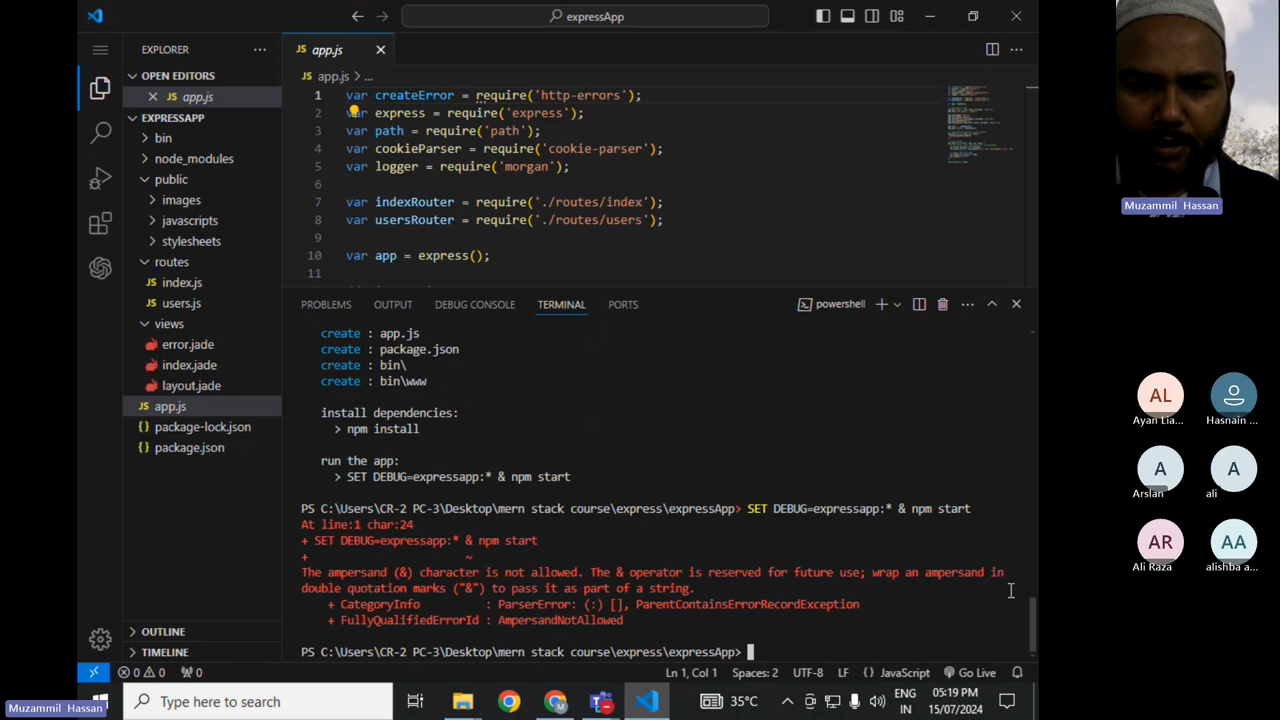 expressApp
EXPLORER
app.js
OPEN EDITORS
app.js
app.js > ...
EXPRESSAPP
bin
node_modules
public
images
javascripts
stylesheets
routes
index.js
users.js
views
error.jade
index.jade
layout.jade
app.js
package-lock.json
package.json
OUTLINE
TIMELINE
1 var createError = require('http-errors');
2 var express = require('express');
3 var path = require('path');
4 var cookieParser = require('cookie-parser');
5 var logger = require('morgan');
6
7 var indexRouter = require('./routes/index');
8 var usersRouter = require('./routes/users');
9
10 var app = express();
11
PROBLEMS OUTPUT DEBUG CONSOLE TERMINAL PORTS powershell
create : app.js
create : package.json
create : bin\
create : bin\www
install dependencies:
> npm install
run the app:
> SET DEBUG=expressapp:* & npm start
PS C:\Users\CR-2 PC-3\Desktop\mern stack course\express\expressApp> SET DEBUG=expressapp:* & npm start
At line:1 char:24
+ SET DEBUG=expressapp:* & npm start
+ ~
The ampersand (&) character is not allowed. The & operator is reserved for future use; wrap an ampersand in
double quotation marks ("&") to pass it as part of a string.
+ CategoryInfo : ParserError: (:) [], ParentContainsErrorRecordException
+ FullyQualifiedErrorId : AmpersandNotAllowed
PS C:\Users\CR-2 PC-3\Desktop\mern stack course\express\expressApp>
0 0 0 Ln 1, Col 1 Spaces: 2 UTF-8 LF {} JavaScript Go Live
Type here to search
35°C
ENG
IN
05:19 PM
15/07/2024
Muzammil Hassan
Muzammil Hassan
AL
Ayan Lia...
Hasnain ...
A
Arslan
A
ali
AR
Ali Raza
AA
alishba a...